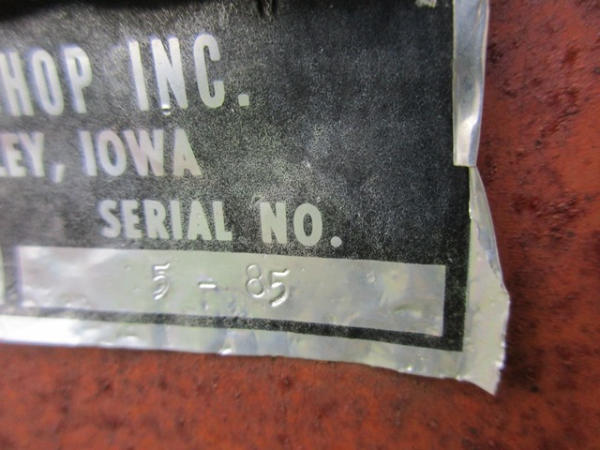 HOP INC.
LEY, IOWA
SERIAL NO.
5 - 85